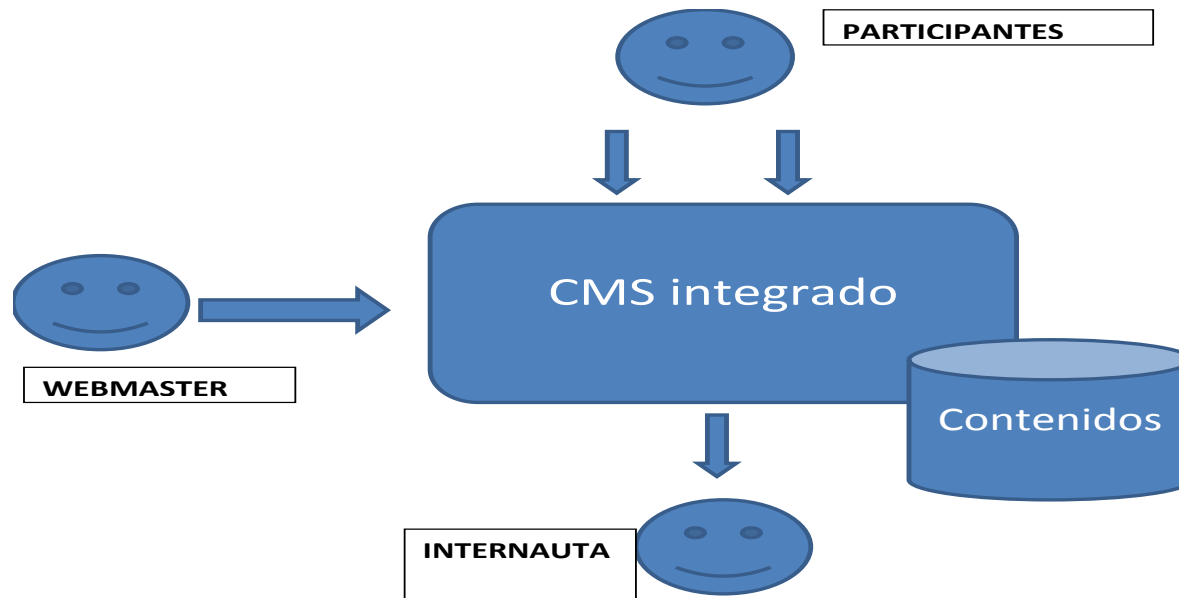 PARTICIPANTES
CMS integrado
WEBMASTER
Contenidos
INTERNAUTA